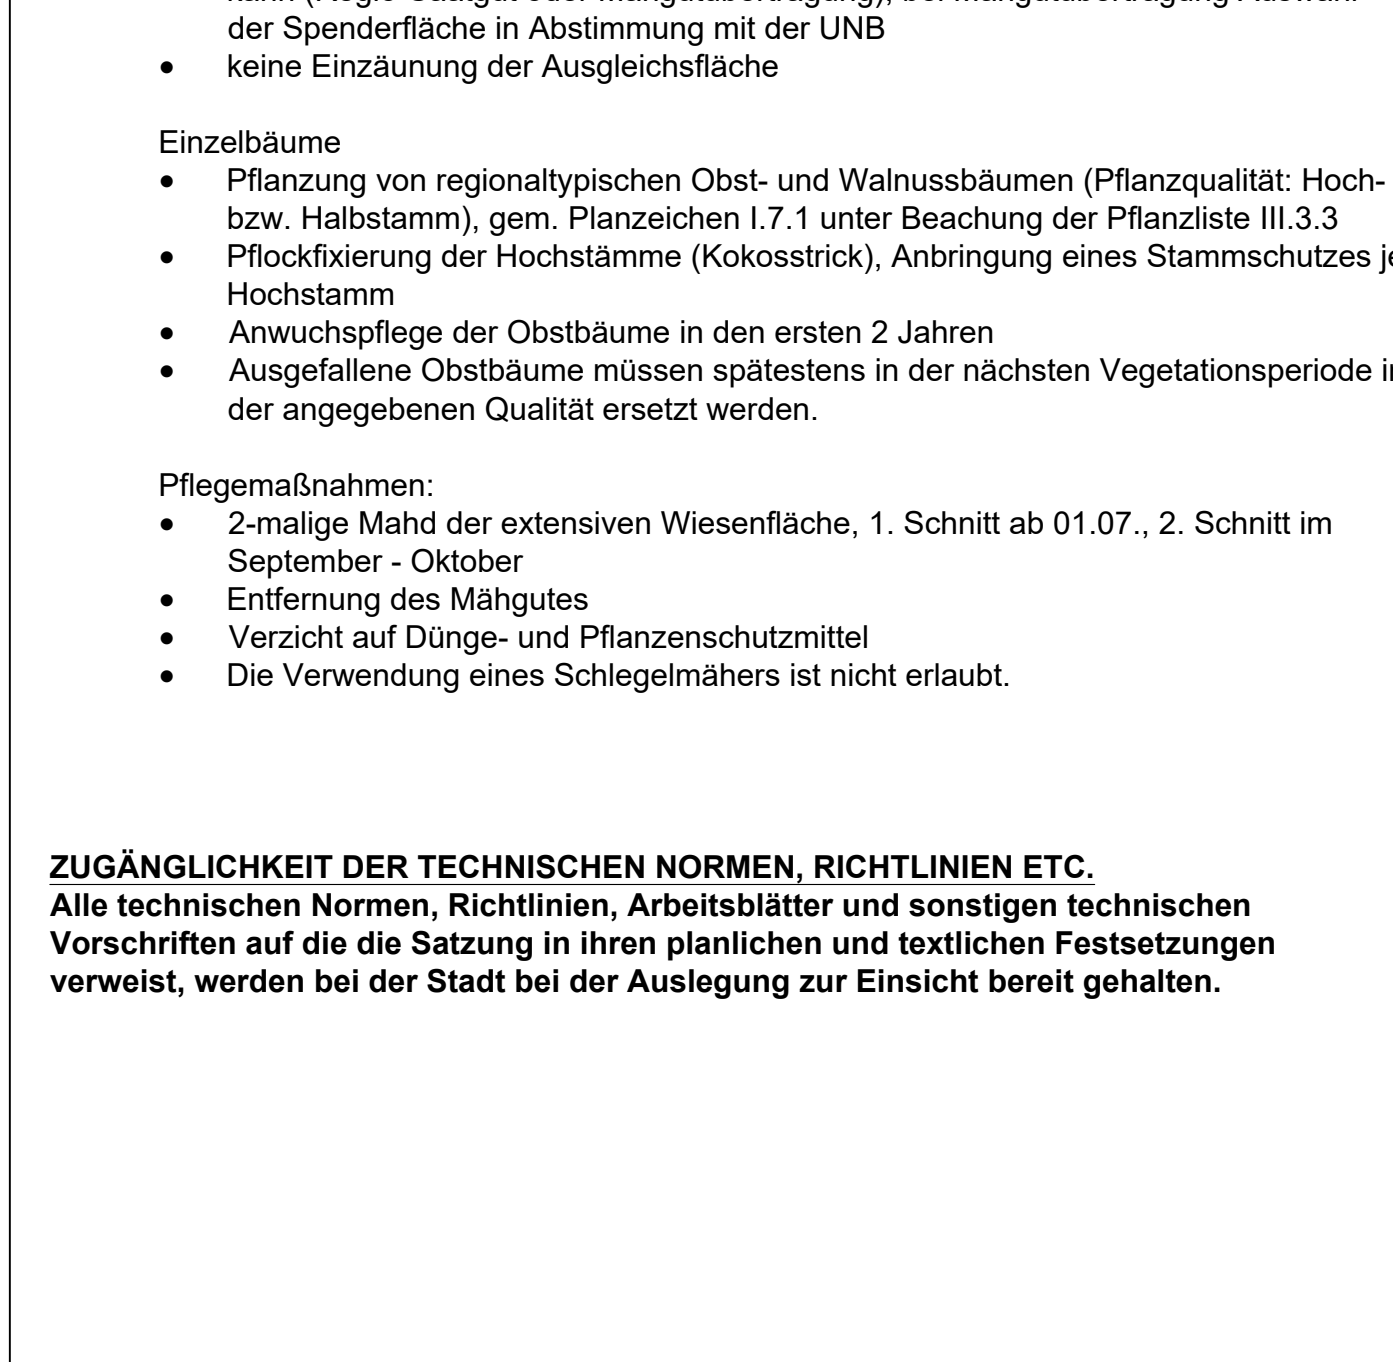 der Spenderfläche in Abstimmung mit der UNB
• keine Einzäunung der Ausgleichsfläche
Einzelbäume
• Pflanzung von regionaltypischen Obst- und Walnussbäumen (Pflanzqualität: Hoch-
bzw. Halbstamm), gem. Planzeichen I.7.1 unter Beachung der Pflanzliste III.3.3
• Pflockfixierung der Hochstämme (Kokosstrick), Anbringung eines Stammschutzes je
Hochstamm
• Anwuchspflege der Obstbäume in den ersten 2 Jahren
• Ausgefallene Obstbäume müssen spätestens in der nächsten Vegetationsperiode in
der angegebenen Qualität ersetzt werden.
Pflegemaßnahmen:
• 2-malige Mahd der extensiven Wiesenfläche, 1. Schnitt ab 01.07., 2. Schnitt im
September - Oktober
• Entfernung des Mähgutes
• Verzicht auf Dünge- und Pflanzenschutzmittel
• Die Verwendung eines Schlegelmähers ist nicht erlaubt.
ZUGÄNGLICHKEIT DER TECHNISCHEN NORMEN, RICHTLINIEN ETC.
Alle technischen Normen, Richtlinien, Arbeitsblätter und sonstigen technischen
Vorschriften auf die die Satzung in ihren planlichen und textlichen Festsetzungen
verweist, werden bei der Stadt bei der Auslegung zur Einsicht bereit gehalten.